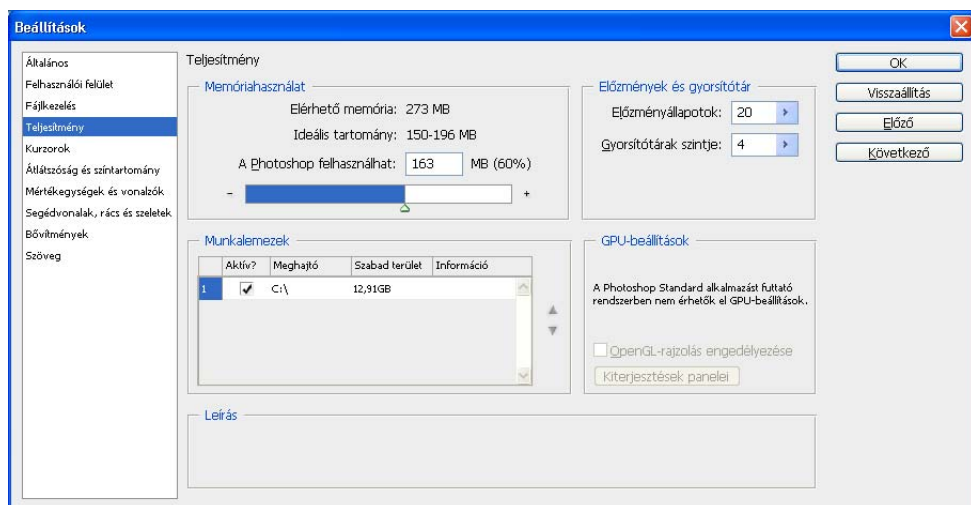 Beállítások
Általános
Felhasználói felület
Fájlkezelés
Teljesítmény
Kurzorok
Átlátszóság és színtartomány
Mértékegységek és vonalzók
Segédvonalak, rács és szeletek
Bővítmények
Szöveg
Teljesítmény
Memóriahasználat
Elérhető memória: 273 MB
Ideális tartomány: 150-196 MB
A Photoshop felhasználhat: 163 MB (60%)
- +
Előzmények és gyorsítótár
Előzményállapotok: 20
Gyorsítótárak szintje: 4
OK
Visszaállítás
Előző
Következő
Munkalemezek
Aktív? Meghajtó Szabad terület Információ
1 C:\ 12,91GB
GPU-beállítások
A Photoshop Standard alkalmazást futtató
rendszerben nem érhetők el GPU-beállítások.
OpenGL-rajzolás engedélyezése
Kiterjesztések panelei
Leírás